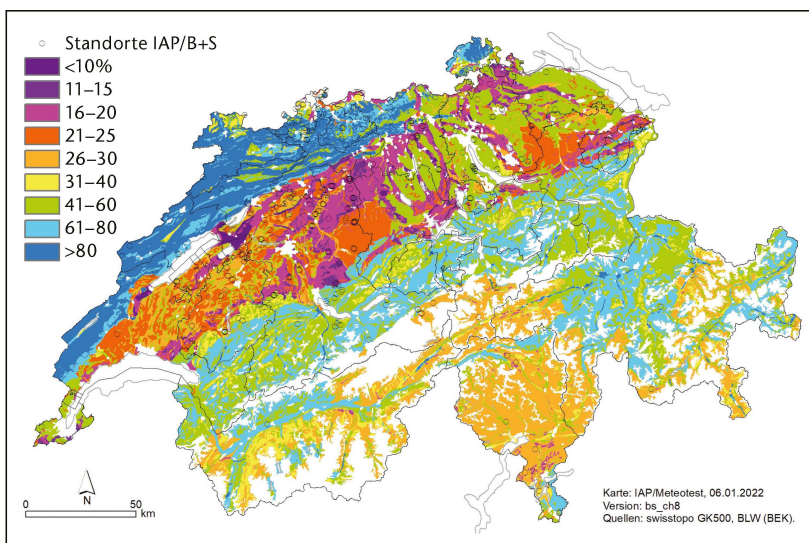 Standorte IAP/B+S
<10%
11–15
16–20
21–25
26–30
31–40
41–60
61–80
>80
N
0 50
km
Karte: IAP/Meteotest, 06.01.2022
Version: bs_ch8
Quellen: swisstopo GK500, BLW (BEK).